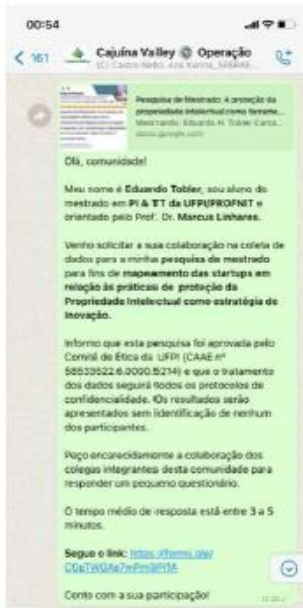 00:54
161
Cajuína Valley Operação
Pesquisa de Mestrado: A proteção da
propriedade intelectual como
Mestrando: Eduardo H. Tobler
docs.google.com
Olá, comunidade!
Meu nome é Eduardo Tobler, sou aluno do
mestrado em PI & TT da UFPI/PROFNIT e
orientado pelo Prof. Dr. Marcus Linhares.
Venho solicitar a sua colaboração na coleta de
dados para a minha pesquisa de mestrado
para fins de mapeamento das startups em
relação às práticas de proteção da
Propriedade Intelectual como estratégia de
Inovação.
Informo que esta pesquisa foi aprovada pelo
Comitê de Ética da UFPI (CAAE nº
58533522.6.0000.5214) e que o tratamento
dos dados seguirá todos os protocolos de
confidencialidade. (Os resultados serão
apresentados sem identificação de nenhum
dos participantes.
Peço encarecidamente a colaboração dos
colegas integrantes desta comunidade para
responder um pequeno questionário.
O tempo médio de resposta está entre 3 a 5
minutos.
Segue o link:
Conto com a sua participação!